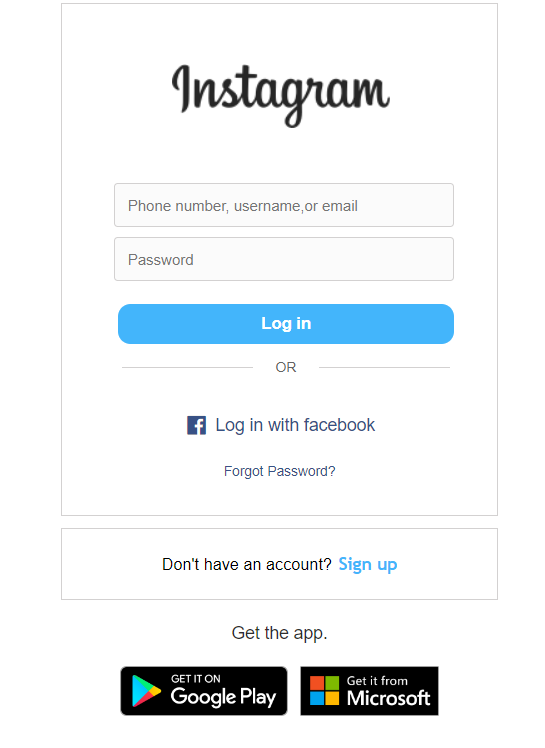 Instagram
Phone number, username,or email
Password
Log in
OR
Log in with facebook
Forgot Password?
Don't have an account? Sign up
Get the app.
GET IT ON
Google Play
Get it from
Microsoft